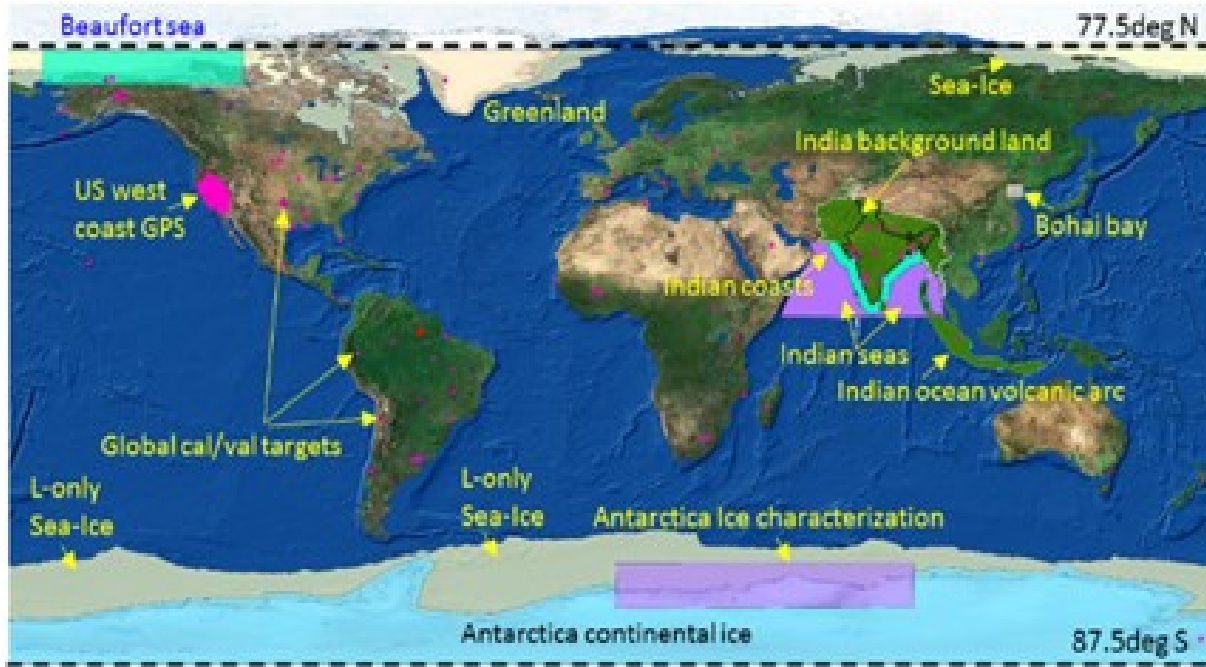 Beaufort sea
77.5deg N
Sea-Ice
Greenland
India background land
US west
coast GPS
Bohai bay
Indian coasts
Indian seas
Indian ocean volcanic arc
Global cal/val targets
L-only
Sea-Ice
L-only
Sea-Ice
Antarctica Ice characterization
Antarctica continental ice
87.5deg S